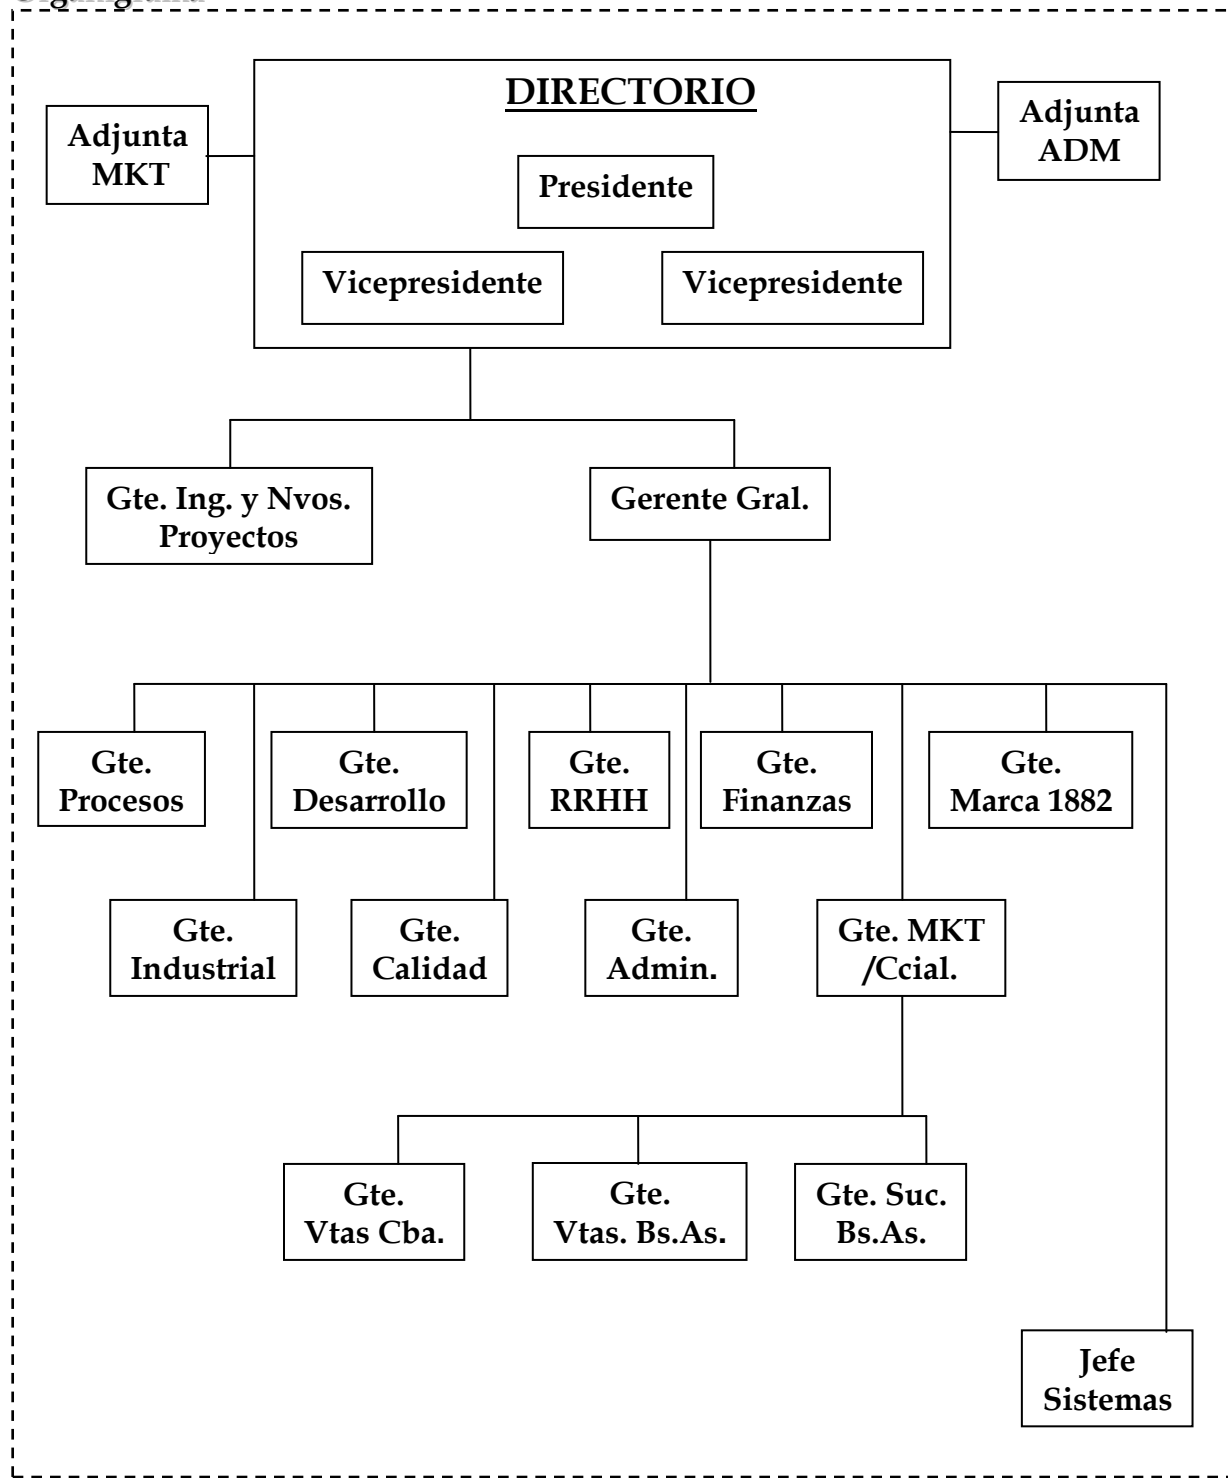 DIRECTORIO
Adjunta
MKT
Adjunta
ADM
Presidente
Vicepresidente
Vicepresidente
Gte. Ing. y Nvos.
Proyectos
Gerente Gral.
Gte.
Procesos
Gte.
Desarrollo
Gte.
RRHH
Gte.
Finanzas
Gte.
Marca 1882
Gte.
Industrial
Gte.
Calidad
Gte.
Admin.
Gte. MKT
/Ccial.
Gte.
Vtas Cba.
Gte.
Vtas. Bs.As.
Gte. Suc.
Bs.As.
Jefe
Sistemas